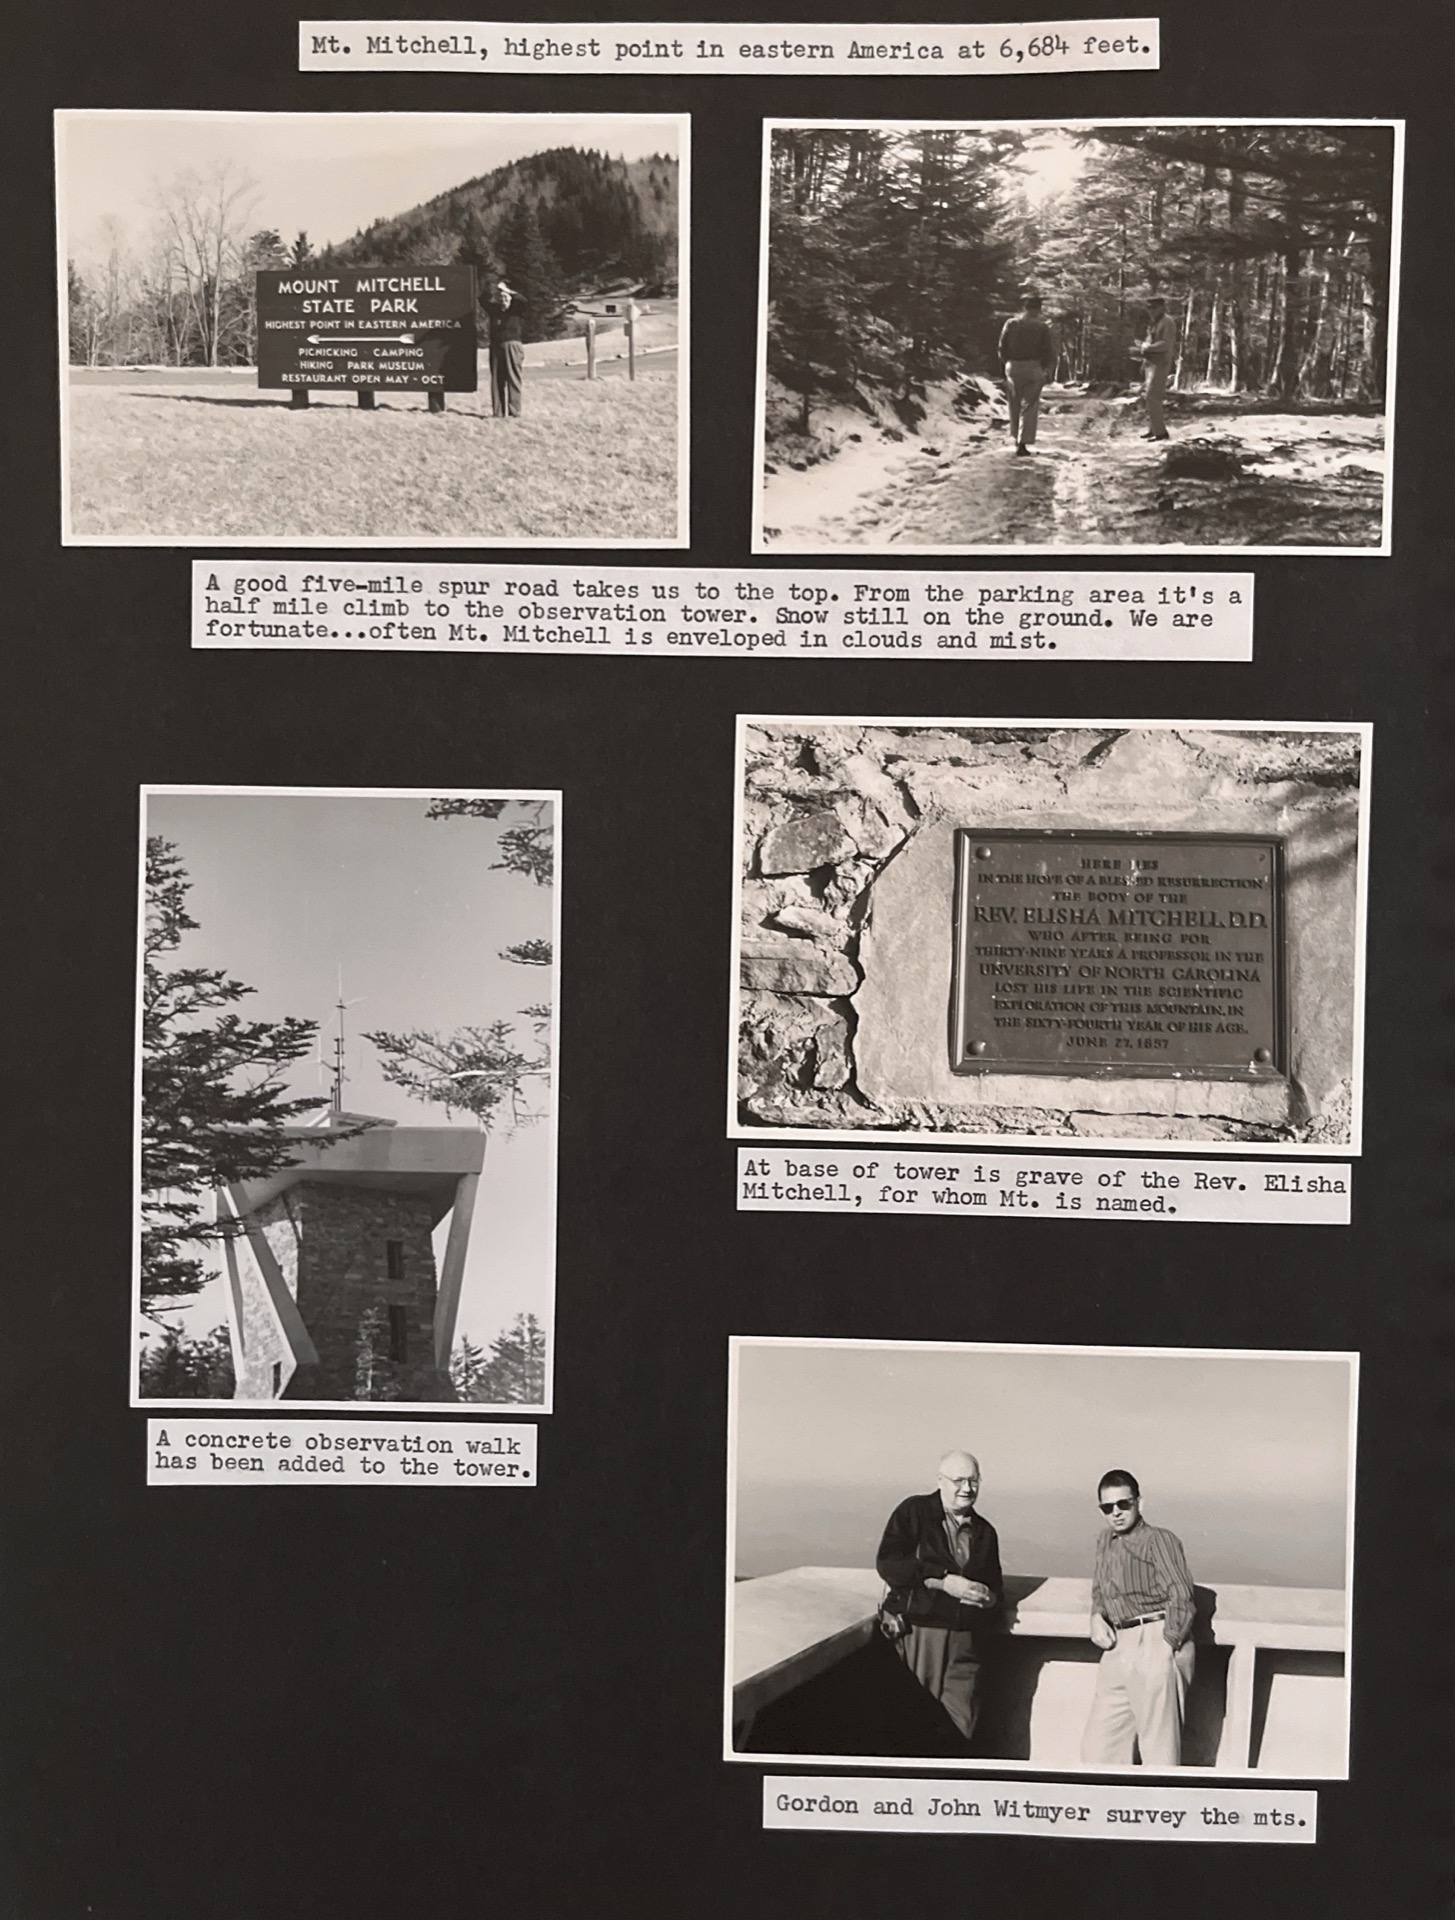 Mt. Mitchell, highest point in eastern America at 6,684 feet.
MOUNT MITCHELL
STATE PARK
HIGHEST POINT IN EASTERN AMERICA
PICNICKING · CAMPING
HIKING PARK MUSEUM
RESTAURANT OPEN MAY - OCT
A good five-mile spur road takes us to the top. From the parking area it's a
half mile climb to the observation tower. Snow still on the ground. We are
fortunate...often Mt. Mitchell is enveloped in clouds and mist.
HERE LIES
IN THE HOPE OF A BLESSED RESURRECTION
THE BODY OF THE
REV. ELISHA MITCHELL, D.D.
WHO AFTER BEING FOR
THIRTY-NINE YEARS A PROFESSOR IN THE
UNIVERSITY OF NORTH CAROLINA
LOST HIS LIFE IN THE SCIENTIFIC
EXPLORATION OF THIS MOUNTAIN, IN
THE SIXTY-FOURTH YEAR OF HIS AGE.
JUNE 27, 1857
At base of tower is grave of the Rev. Elisha
Mitchell, for whom Mt. is named.
A concrete observation walk
has been added to the tower.
Gordon and John Witmyer survey the mts.